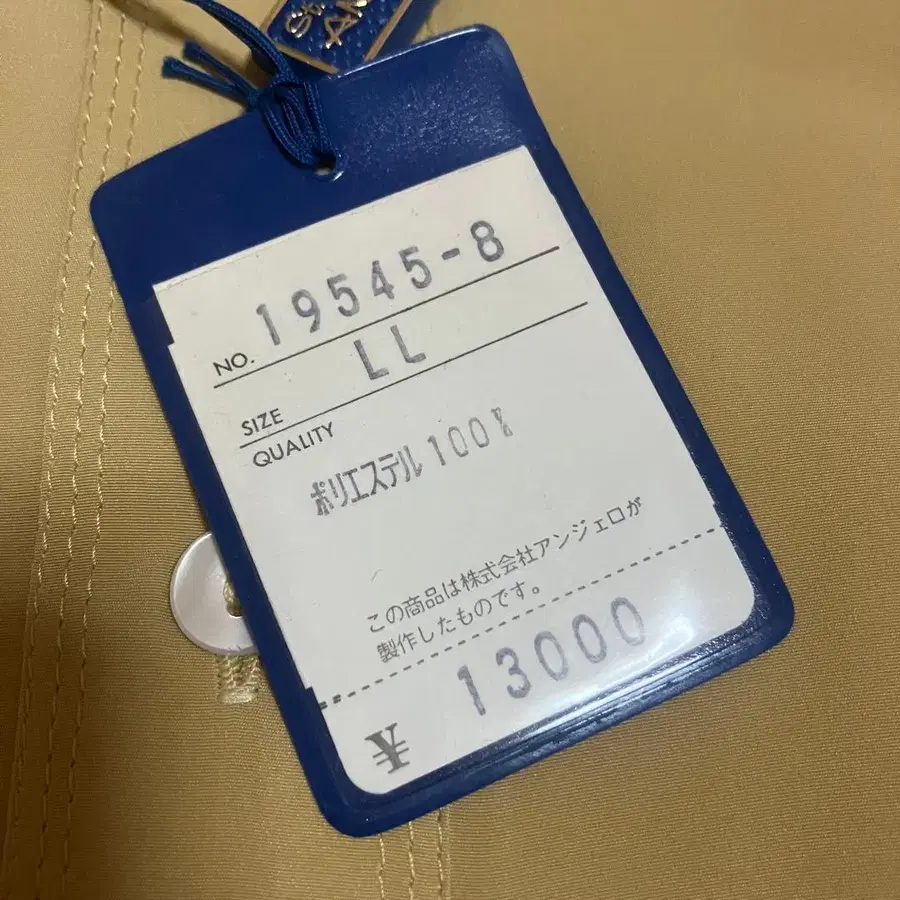 NO. 19545-8
SIZE LL
QUALITY
ポリエステル100%
この商品は株式会社アンジェロが
製作したものです。
¥ 13000